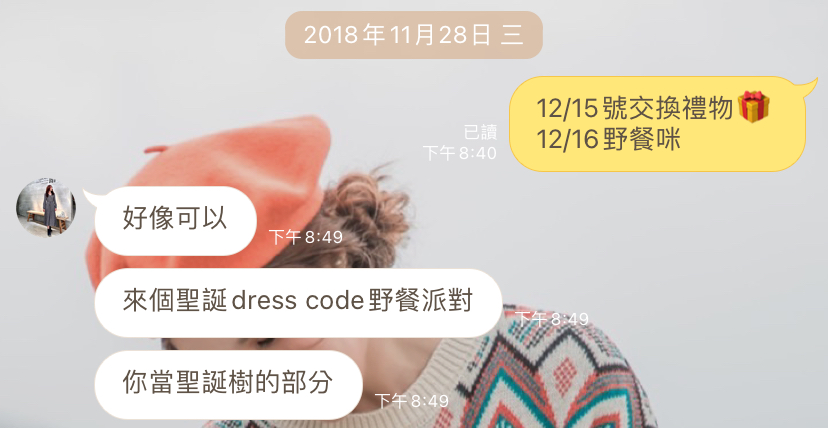 2018年11月28日 三
12/15號交換禮物🎁
12/16野餐咪
已讀
下午8:40
好像可以
下午8:49
來個聖誕dress code野餐派對
下午8:49
你當聖誕樹的部分
下午8:49